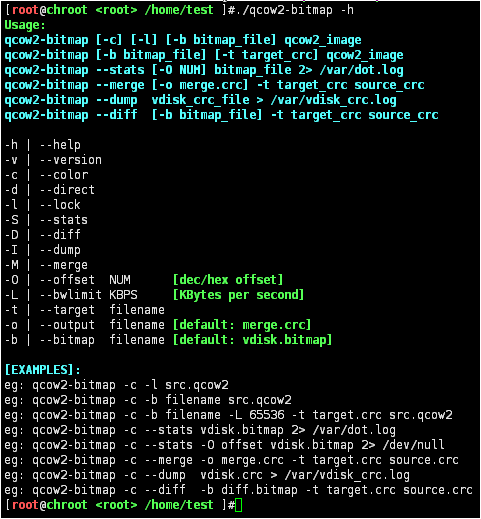 [root@chroot <root> /home/test ]#./qcow2-bitmap -h
Usage:
qcow2-bitmap [-c] [-l] [-b bitmap_file] qcow2_image
qcow2-bitmap [-b bitmap_file] [-t target_crc] qcow2_image
qcow2-bitmap --stats [-O NUM] bitmap_file 2> /var/dot.log
qcow2-bitmap --merge [-o merge.crc] -t target_crc source_crc
qcow2-bitmap --dump  vdisk_crc_file > /var/vdisk_crc.log
qcow2-bitmap --diff  [-b bitmap_file] -t target_crc source_crc

-h | --help
-v | --version
-c | --color
-d | --direct
-l | --lock
-S | --stats
-D | --diff
-I | --dump
-M | --merge
-O | --offset  NUM     [dec/hex offset]
-L | --bwlimit KBPS    [KBytes per second]
-t | --target  filename
-o | --output  filename [default: merge.crc]
-b | --bitmap  filename [default: vdisk.bitmap]

[EXAMPLES]:
eg: qcow2-bitmap -c -l src.qcow2
eg: qcow2-bitmap -c -b filename src.qcow2
eg: qcow2-bitmap -c -b filename -L 65536 -t target.crc src.qcow2
eg: qcow2-bitmap -c --stats vdisk.bitmap 2> /var/dot.log
eg: qcow2-bitmap -c --stats -O offset vdisk.bitmap 2> /dev/null
eg: qcow2-bitmap -c --merge -o merge.crc -t target.crc source.crc
eg: qcow2-bitmap -c --dump  vdisk.crc > /var/vdisk_crc.log
eg: qcow2-bitmap -c --diff  -b diff.bitmap -t target.crc source.crc
[root@chroot <root> /home/test ]#